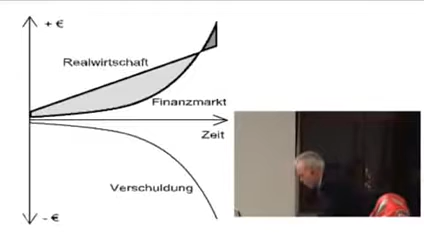 + €
Realwirtschaft
Finanzmarkt
Zeit
Verschuldung
- €